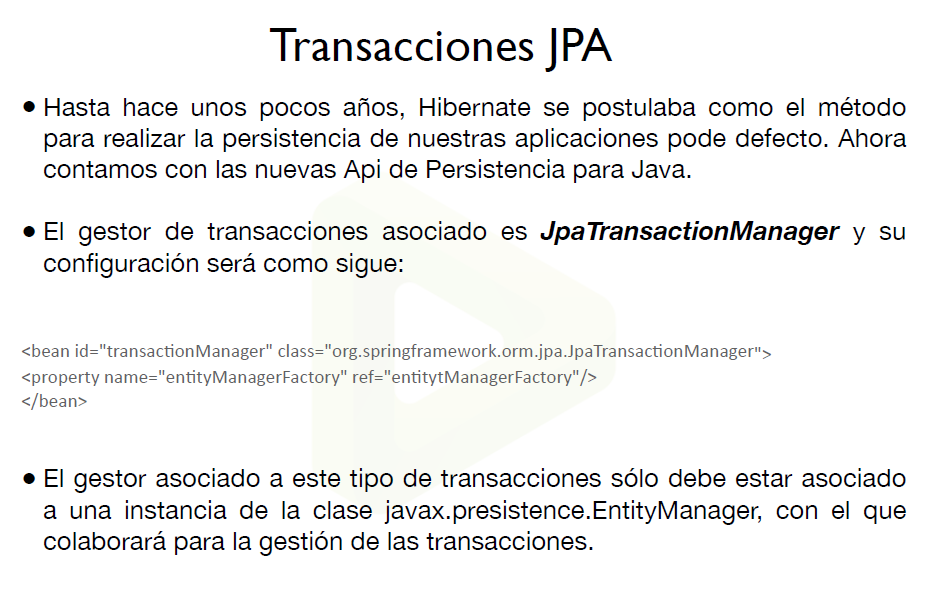 Transacciones JPA
• Hasta hace unos pocos años, Hibernate se postulaba como el método
para realizar la persistencia de nuestras aplicaciones pode defecto. Ahora
contamos con las nuevas Api de Persistencia para Java.
• El gestor de transacciones asociado es JpaTransactionManager y su
configuración será como sigue:
<bean id="transactionManager" class="org.springframework.orm.jpa.JpaTransactionManager">
<property name="entityManagerFactory" ref="entitytManagerFactory"/>
</bean>
• El gestor asociado a este tipo de transacciones sólo debe estar asociado
a una instancia de la clase javax.presistence.EntityManager, con el que
colaborará para la gestión de las transacciones.